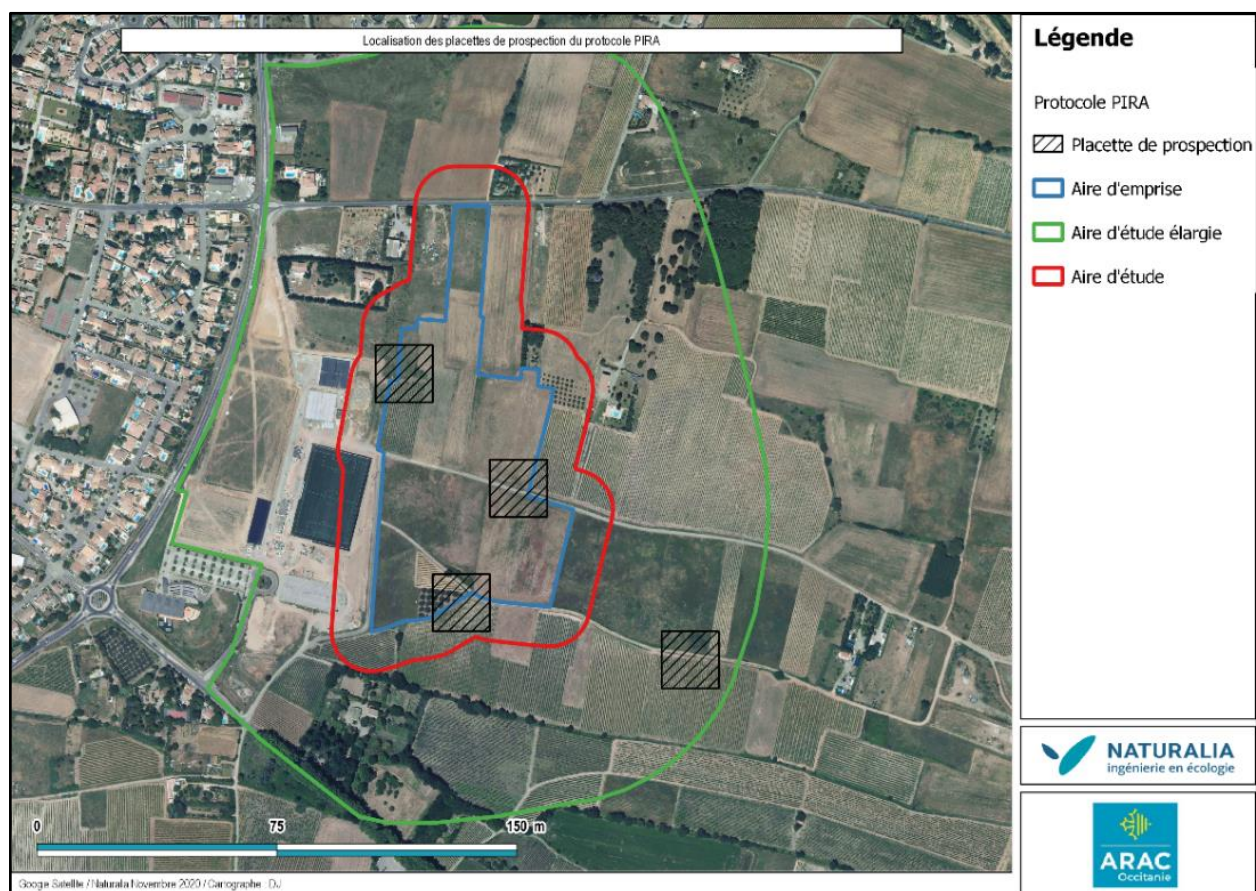 Localisation des placettes de prospection du protocole PIRA
Légende
Protocole PIRA
Placette de prospection
Aire d'emprise
Aire d'étude élargie
Aire d'étude
0 75 150 m
NATURALIA
ingénierie en écologie
ARAC
Occitanie
Google Satellite / Naturalia Novembre 2020 / Cartographe : DJ